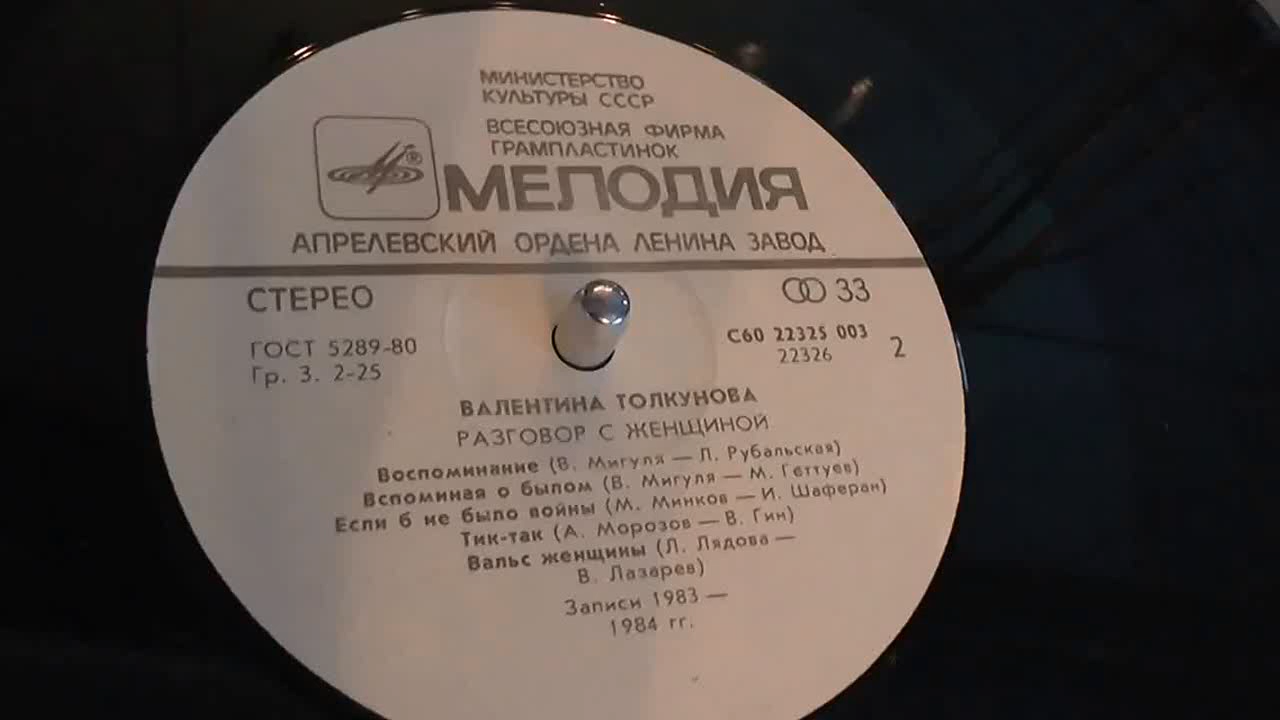 МИНИСТЕРСТВО
КУЛЬТУРЫ СССР
ВСЕСОЮЗНАЯ ФИРМА
ГРАМПЛАСТИНОК
®
МЕЛОДИЯ
АПРЕЛЕВСКИЙ ОРДЕНА ЛЕНИНА ЗАВОД
СТЕРЕО
33
ГОСТ 5289-80
Гр. 3. 2-25
С60 22325 003
22326
2
ВАЛЕНТИНА ТОЛКУНОВА
РАЗГОВОР С ЖЕНЩИНОЙ
Воспоминание (В. Мигуля — Л. Рубальская)
Вспоминая о былом (В. Мигуля — М. Геттуев)
Если б не было войны (М. Минков — И. Шаферан)
Тик-так (А. Морозов — В. Гин)
Вальс женщины (Л. Лядова —
В. Лазарев)
Записи 1983 —
1984 гг.